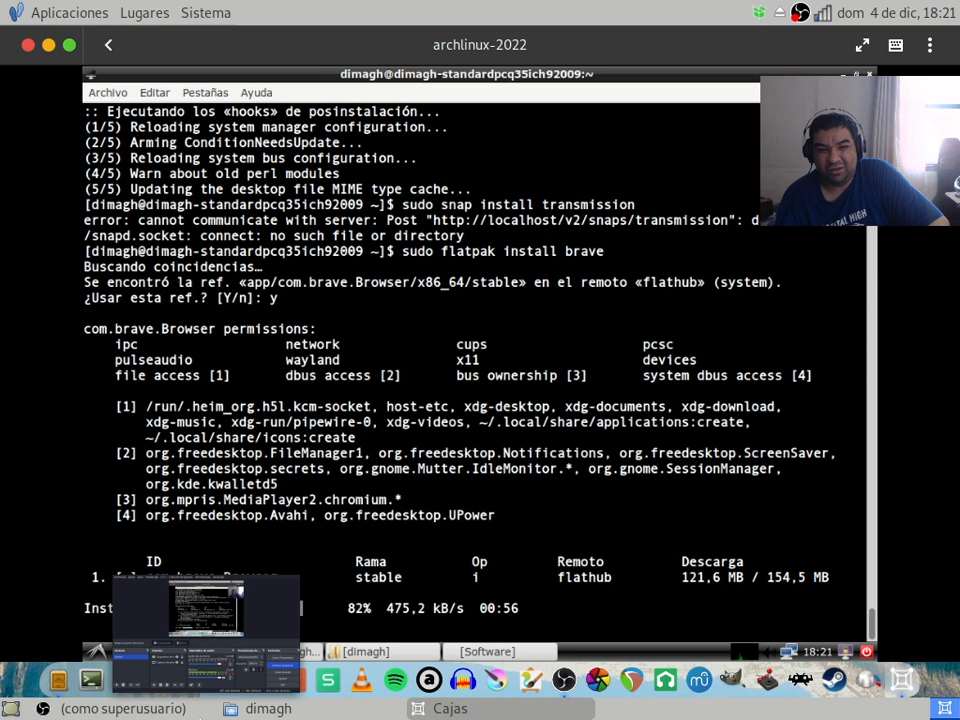 Aplicaciones Lugares Sistema dom 4 de dic, 18:21
archlinux-2022
dimagh@dimagh-standardpcq35ich92009:~
Archivo Editar Pestañas Ayuda
:: Ejecutando los «hooks» de posinstalación...
(1/5) Reloading system manager configuration...
(2/5) Arming ConditionNeedsUpdate...
(3/5) Reloading system bus configuration...
(4/5) Warn about old perl modules
(5/5) Updating the desktop file MIME type cache...
[dimagh@dimagh-standardpcq35ich92009 ~]$ sudo snap install transmission
error: cannot communicate with server: Post "http://localhost/v2/snaps/transmission": d
/snapd.socket: connect: no such file or directory
[dimagh@dimagh-standardpcq35ich92009 ~]$ sudo flatpak install brave
Buscando coincidencias…
Se encontró la ref. «app/com.brave.Browser/x86_64/stable» en el remoto «flathub» (system).
¿Usar esta ref.? [Y/n]: y
com.brave.Browser permissions:
ipc network cups pcsc
pulseaudio wayland x11 devices
file access [1] dbus access [2] bus ownership [3] system dbus access [4]
[1] /run/.heim_org.h5l.kcm-socket, host-etc, xdg-desktop, xdg-documents, xdg-download,
xdg-music, xdg-run/pipewire-0, xdg-videos, ~/.local/share/applications:create,
~/.local/share/icons:create
[2] org.freedesktop.FileManager1, org.freedesktop.Notifications, org.freedesktop.ScreenSaver,
org.freedesktop.secrets, org.gnome.Mutter.IdleMonitor.*, org.gnome.SessionManager,
org.kde.kwalletd5
[3] org.mpris.MediaPlayer2.chromium.*
[4] org.freedesktop.Avahi, org.freedesktop.UPower
ID Rama Op Remoto Descarga
1. stable i flathub 121,6 MB / 154,5 MB
Inst 82% 475,2 kB/s 00:56
[dimagh] [Software] 18:21
(como superusuario) dimagh Cajas